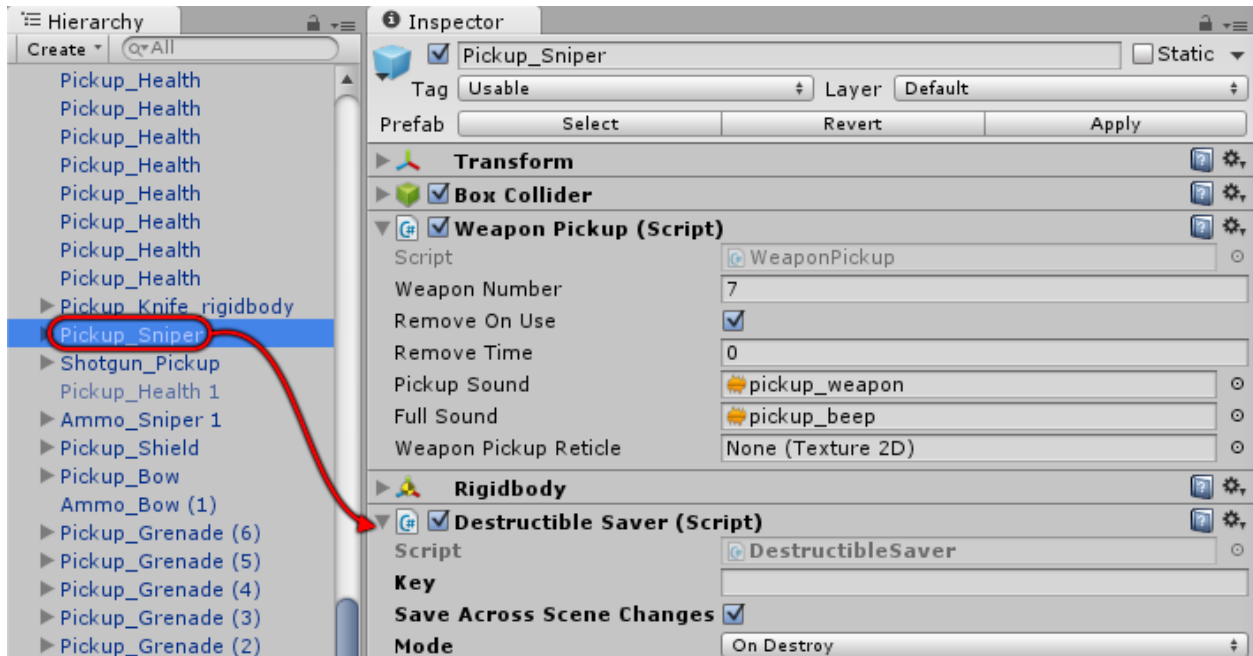 Hierarchy
Create
All
Pickup_Health
Pickup_Health
Pickup_Health
Pickup_Health
Pickup_Health
Pickup_Health
Pickup_Health
Pickup_Health
Pickup_Knife_rigidbody
Pickup_Sniper
Shotgun_Pickup
Pickup_Health 1
Ammo_Sniper 1
Pickup_Shield
Pickup_Bow
Ammo_Bow (1)
Pickup_Grenade (6)
Pickup_Grenade (5)
Pickup_Grenade (4)
Pickup_Grenade (3)
Pickup_Grenade (2)
Inspector
Pickup_Sniper Static
Tag Usable Layer Default
Prefab Select Revert Apply
Transform
Box Collider
Weapon Pickup (Script)
Script WeaponPickup
Weapon Number 7
Remove On Use
Remove Time 0
Pickup Sound pickup_weapon
Full Sound pickup_beep
Weapon Pickup Reticle None (Texture 2D)
Rigidbody
Destructible Saver (Script)
Script DestructibleSaver
Key
Save Across Scene Changes
Mode On Destroy